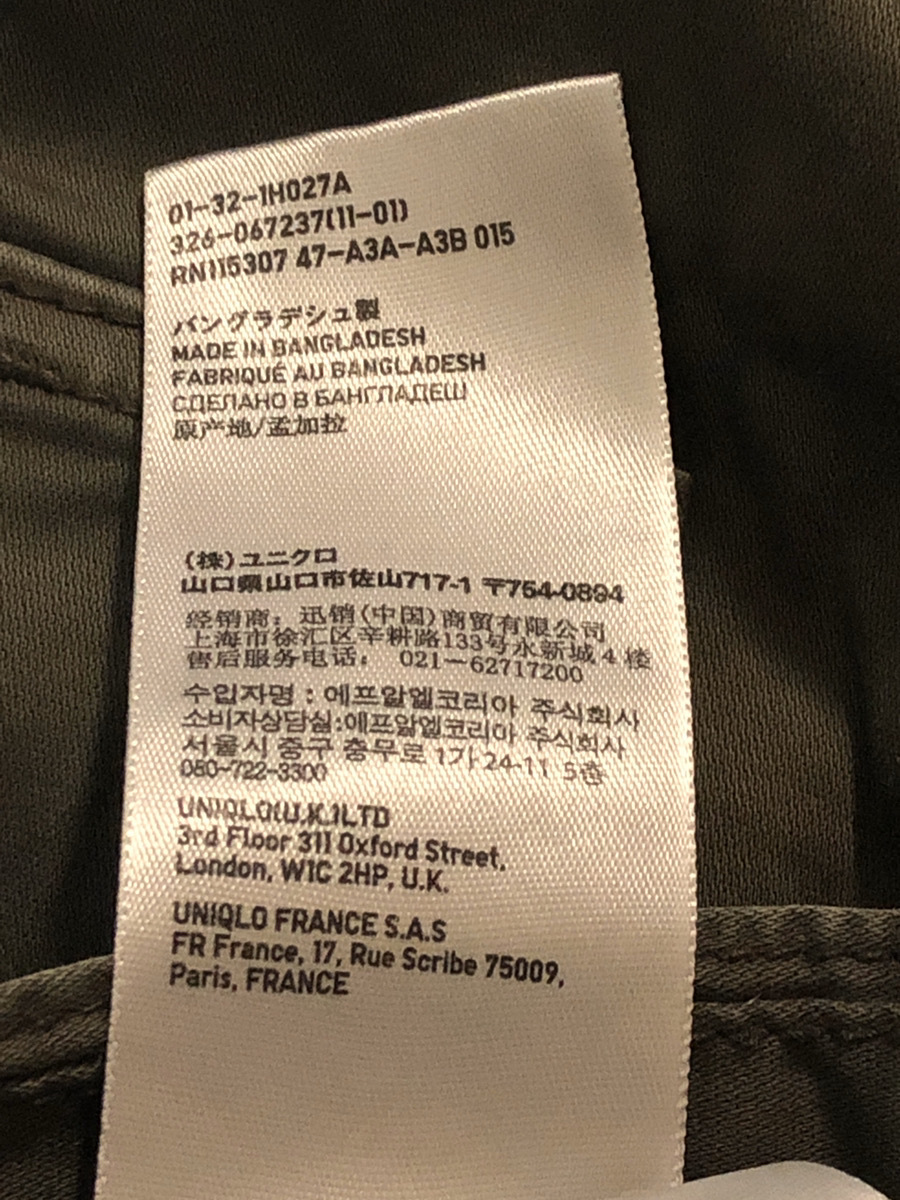 01-32-1H027A
326-067237(11-01)
RN115307 47-A3A-A3B 015
バングラデシュ製
MADE IN BANGLADESH
FABRIQUÉ AU BANGLADESH
СДЕЛАНО В БАНГЛАДЕШ
原产地/孟加拉
(株)ユニクロ
山口県山口市佐山717-1 〒754-0894
经销商：迅销(中国)商贸有限公司
上海市徐汇区辛耕路133号永新城4楼
售后服务电话： 021-62717200
수입자명 : 에프알엘코리아 주식회사
소비자상담실:에프알엘코리아 주식회사
서울시 중구 충무로 1가 24-11 5층
080-722-3300
UNIQLO(U.K.)LTD
3rd Floor 311 Oxford Street,
London, W1C 2HP, U.K.
UNIQLO FRANCE S.A.S
FR France, 17, Rue Scribe 75009,
Paris, FRANCE